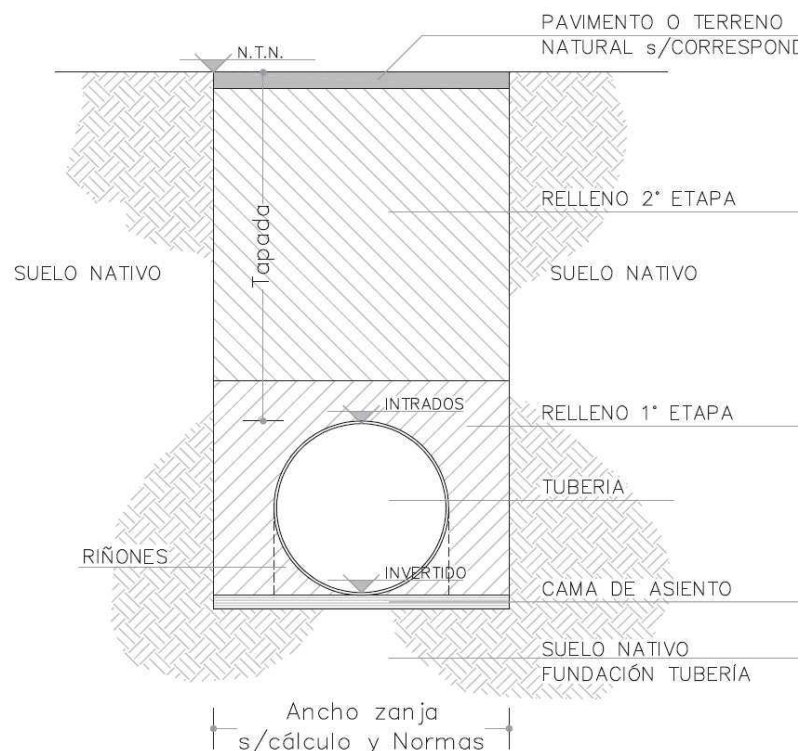 PAVIMENTO O TERRENO
NATURAL s/CORRESPOND
N.T.N.
RELLENO 2° ETAPA
Tapada
SUELO NATIVO
SUELO NATIVO
INTRADOS
RELLENO 1° ETAPA
TUBERIA
RIÑONES
INVERTIDO
CAMA DE ASIENTO
SUELO NATIVO
FUNDACIÓN TUBERÍA
Ancho zanja
s/cálculo y Normas